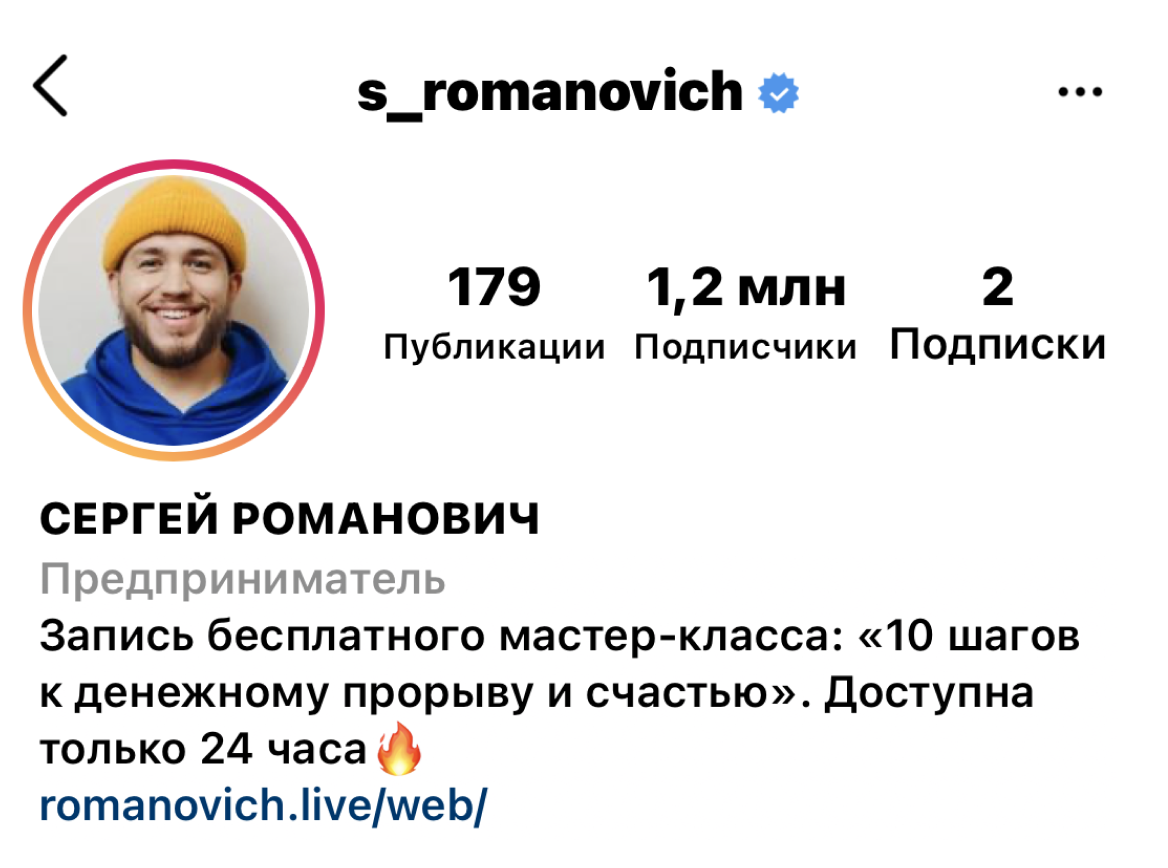 s_romanovich
179 1,2 млн 2
Публикации Подписчики Подписки
СЕРГЕЙ РОМАНОВИЧ
Предприниматель
Запись бесплатного мастер-класса: «10 шагов
к денежному прорыву и счастью». Доступна
только 24 часа🔥
romanovich.live/web/